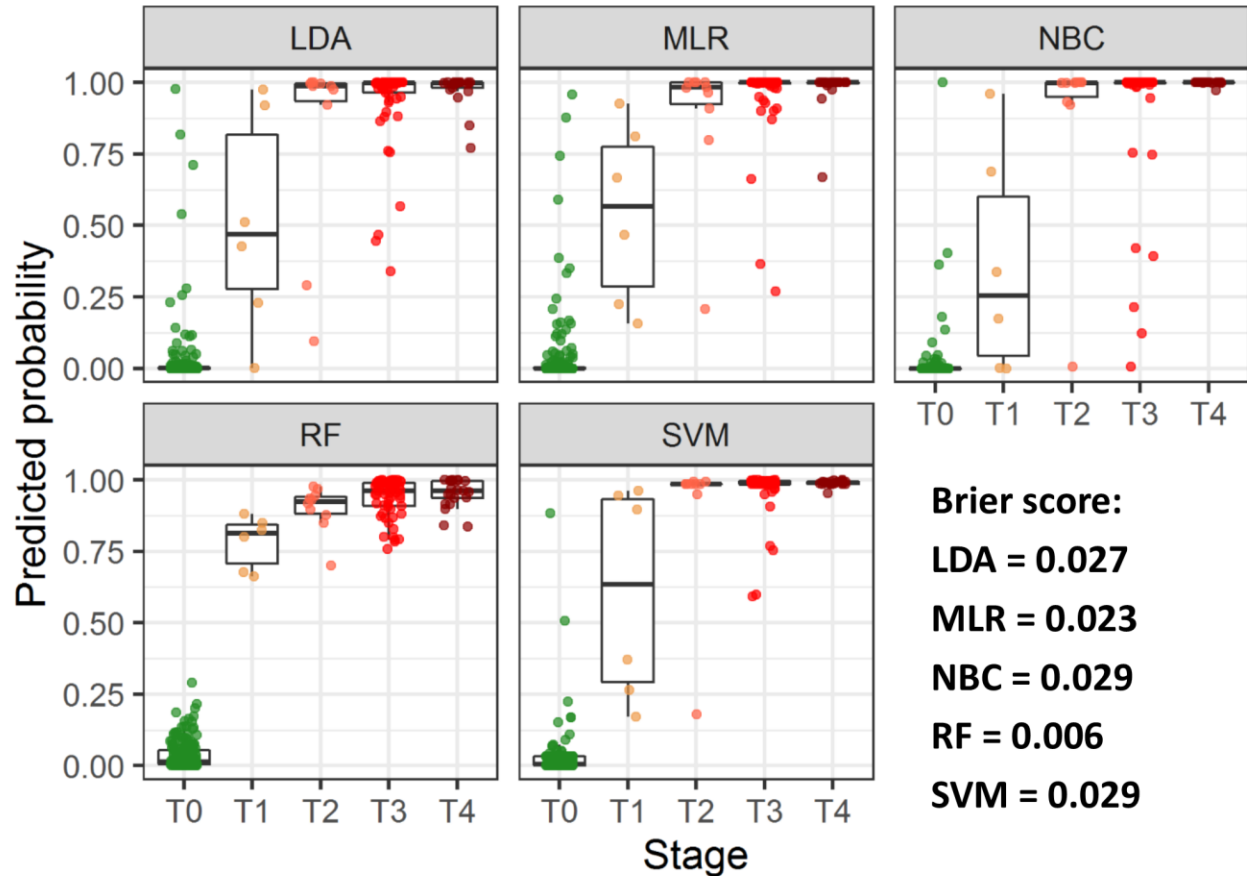 LDA
MLR
NBC
1.00
0.75
0.50
0.25
0.00
T0 T1 T2 T3 T4
RF
SVM
1.00
0.75
0.50
0.25
0.00
T0 T1 T2 T3 T4
T0 T1 T2 T3 T4
Predicted probability
Stage
Brier score:
LDA = 0.027
MLR = 0.023
NBC = 0.029
RF = 0.006
SVM = 0.029